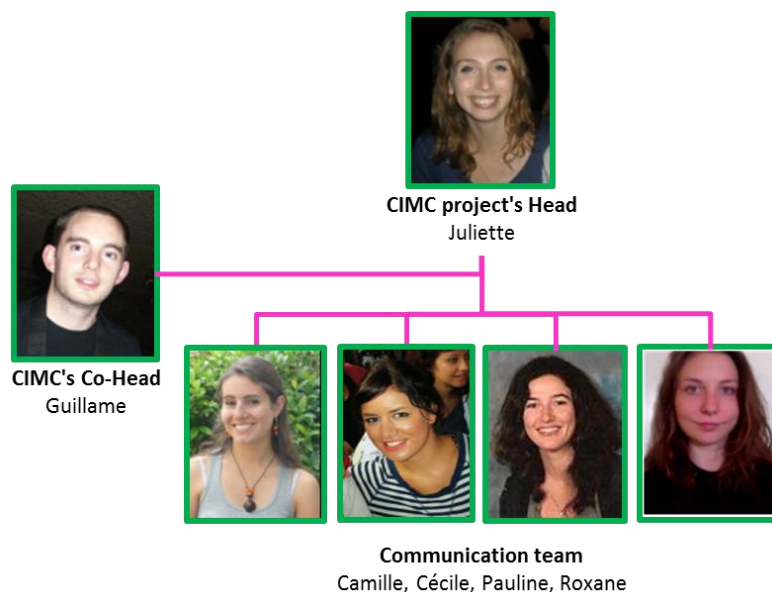 CIMC project's Head
Juliette
CIMC's Co-Head
Guillame
Communication team
Camille, Cécile, Pauline, Roxane